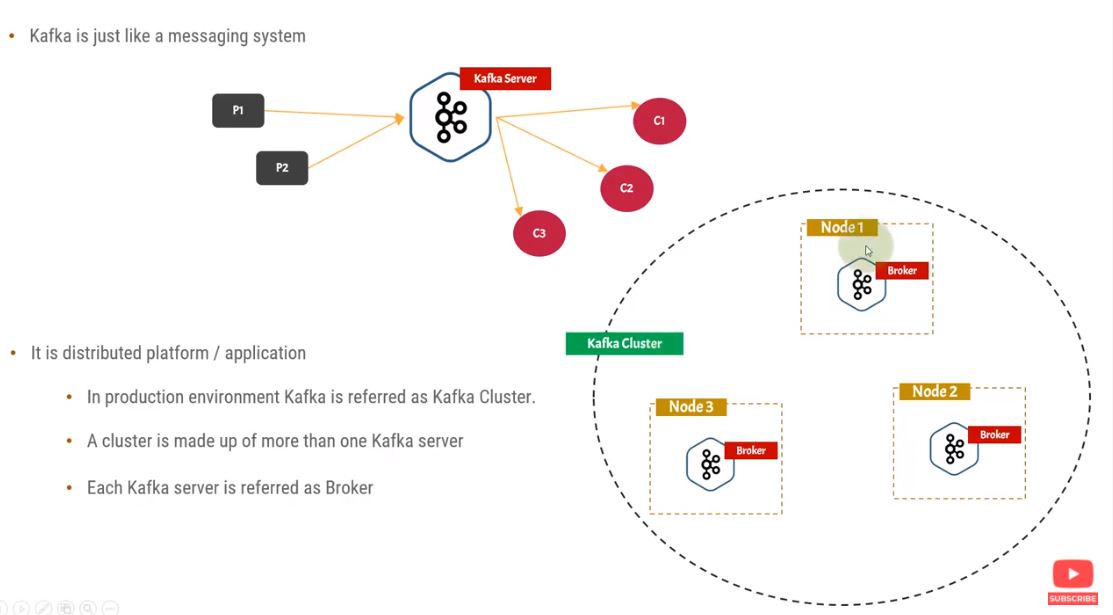 Kafka is just like a messaging system
Kafka Server
P1
C1
P2
C2
C3
Node 1
Broker
Kafka Cluster
It is distributed platform / application
In production environment Kafka is referred as Kafka Cluster.
A cluster is made up of more than one Kafka server
Each Kafka server is referred as Broker
Node 3
Broker
Node 2
Broker
SUBSCRIBE